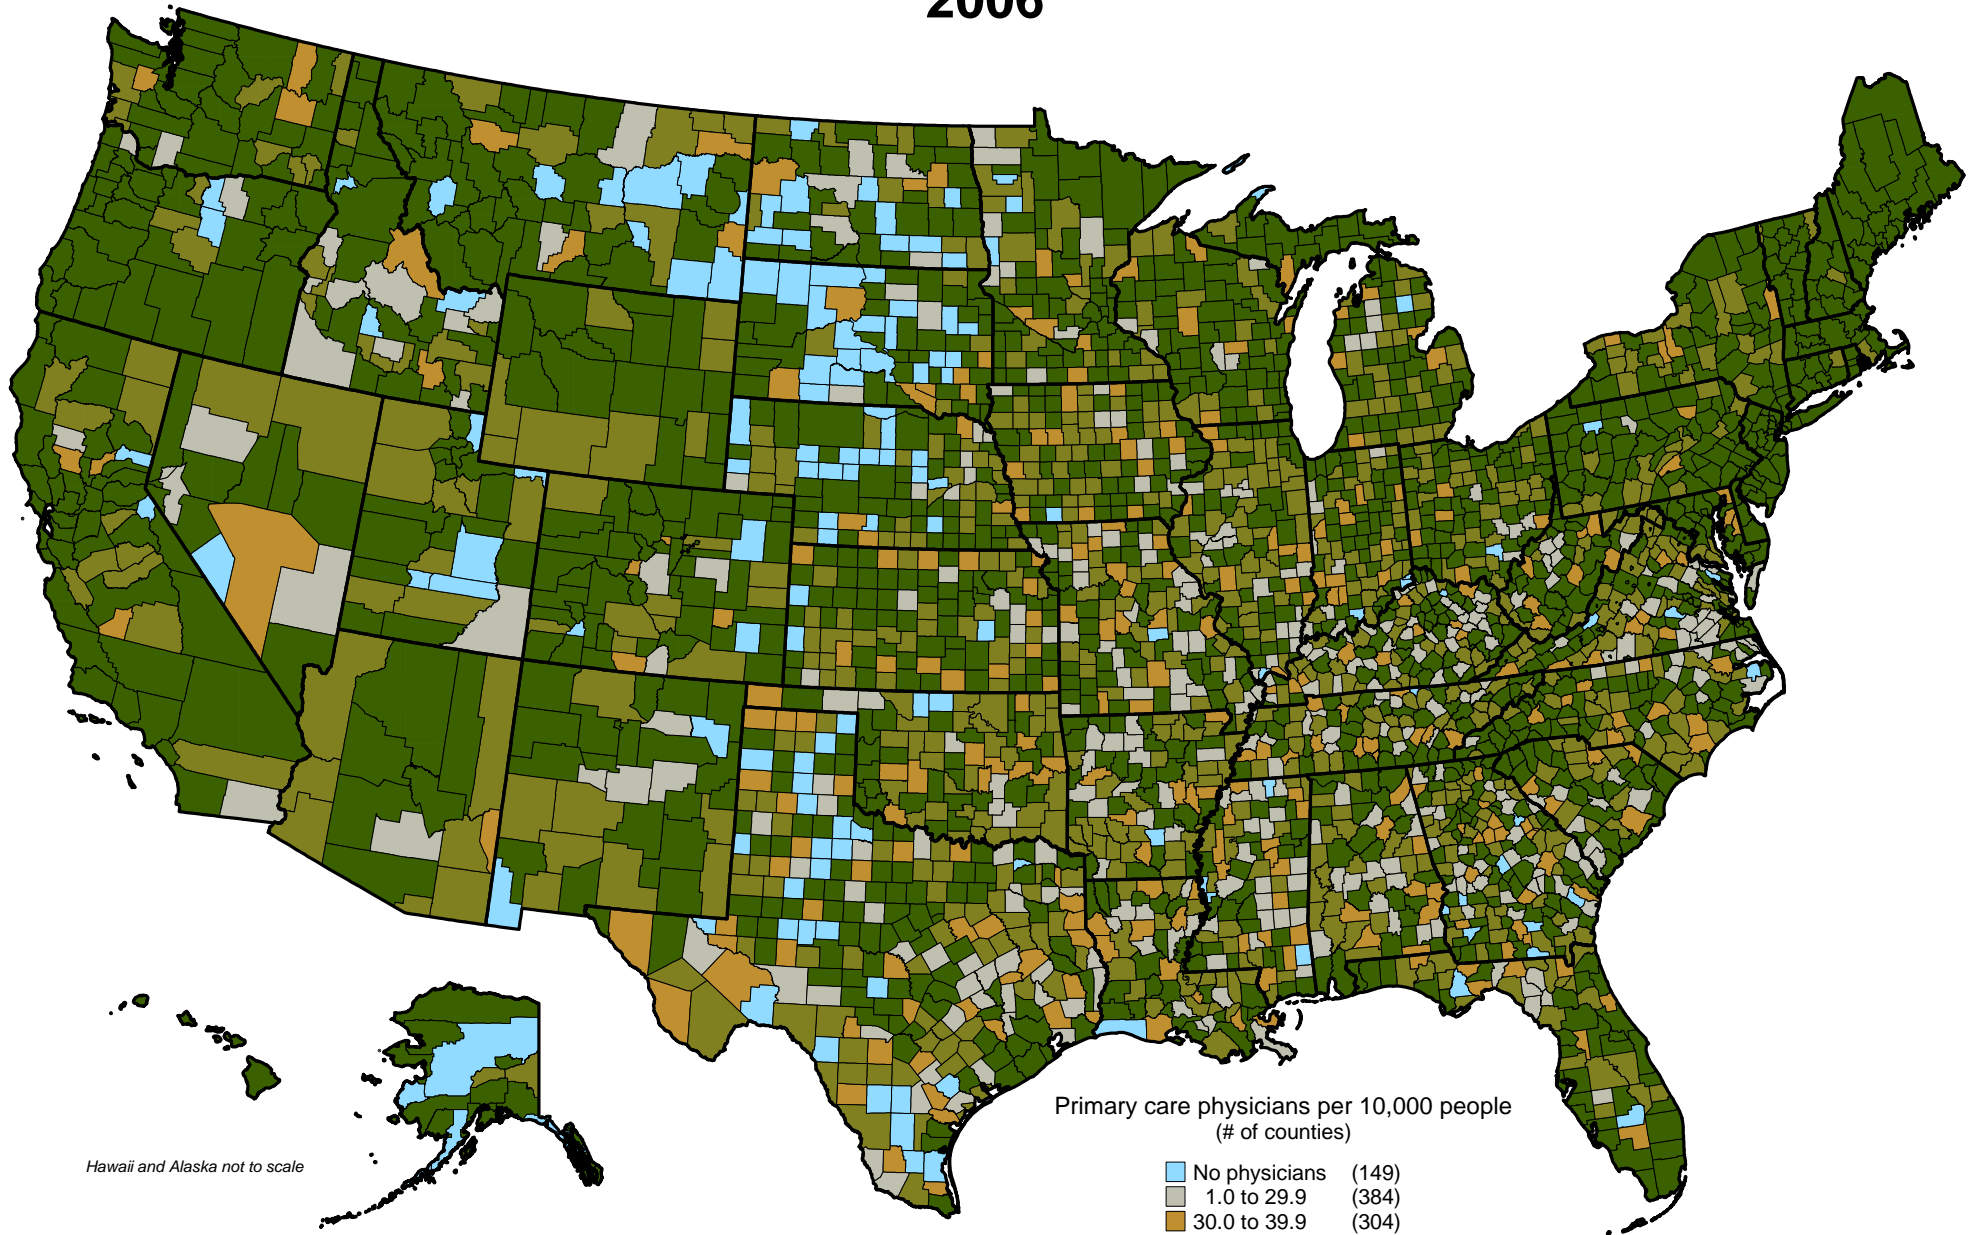 2006
Primary care physicians per 10,000 people
(# of counties)
No physicians (149)
1.0 to 29.9 (384)
30.0 to 39.9 (304)
Hawaii and Alaska not to scale